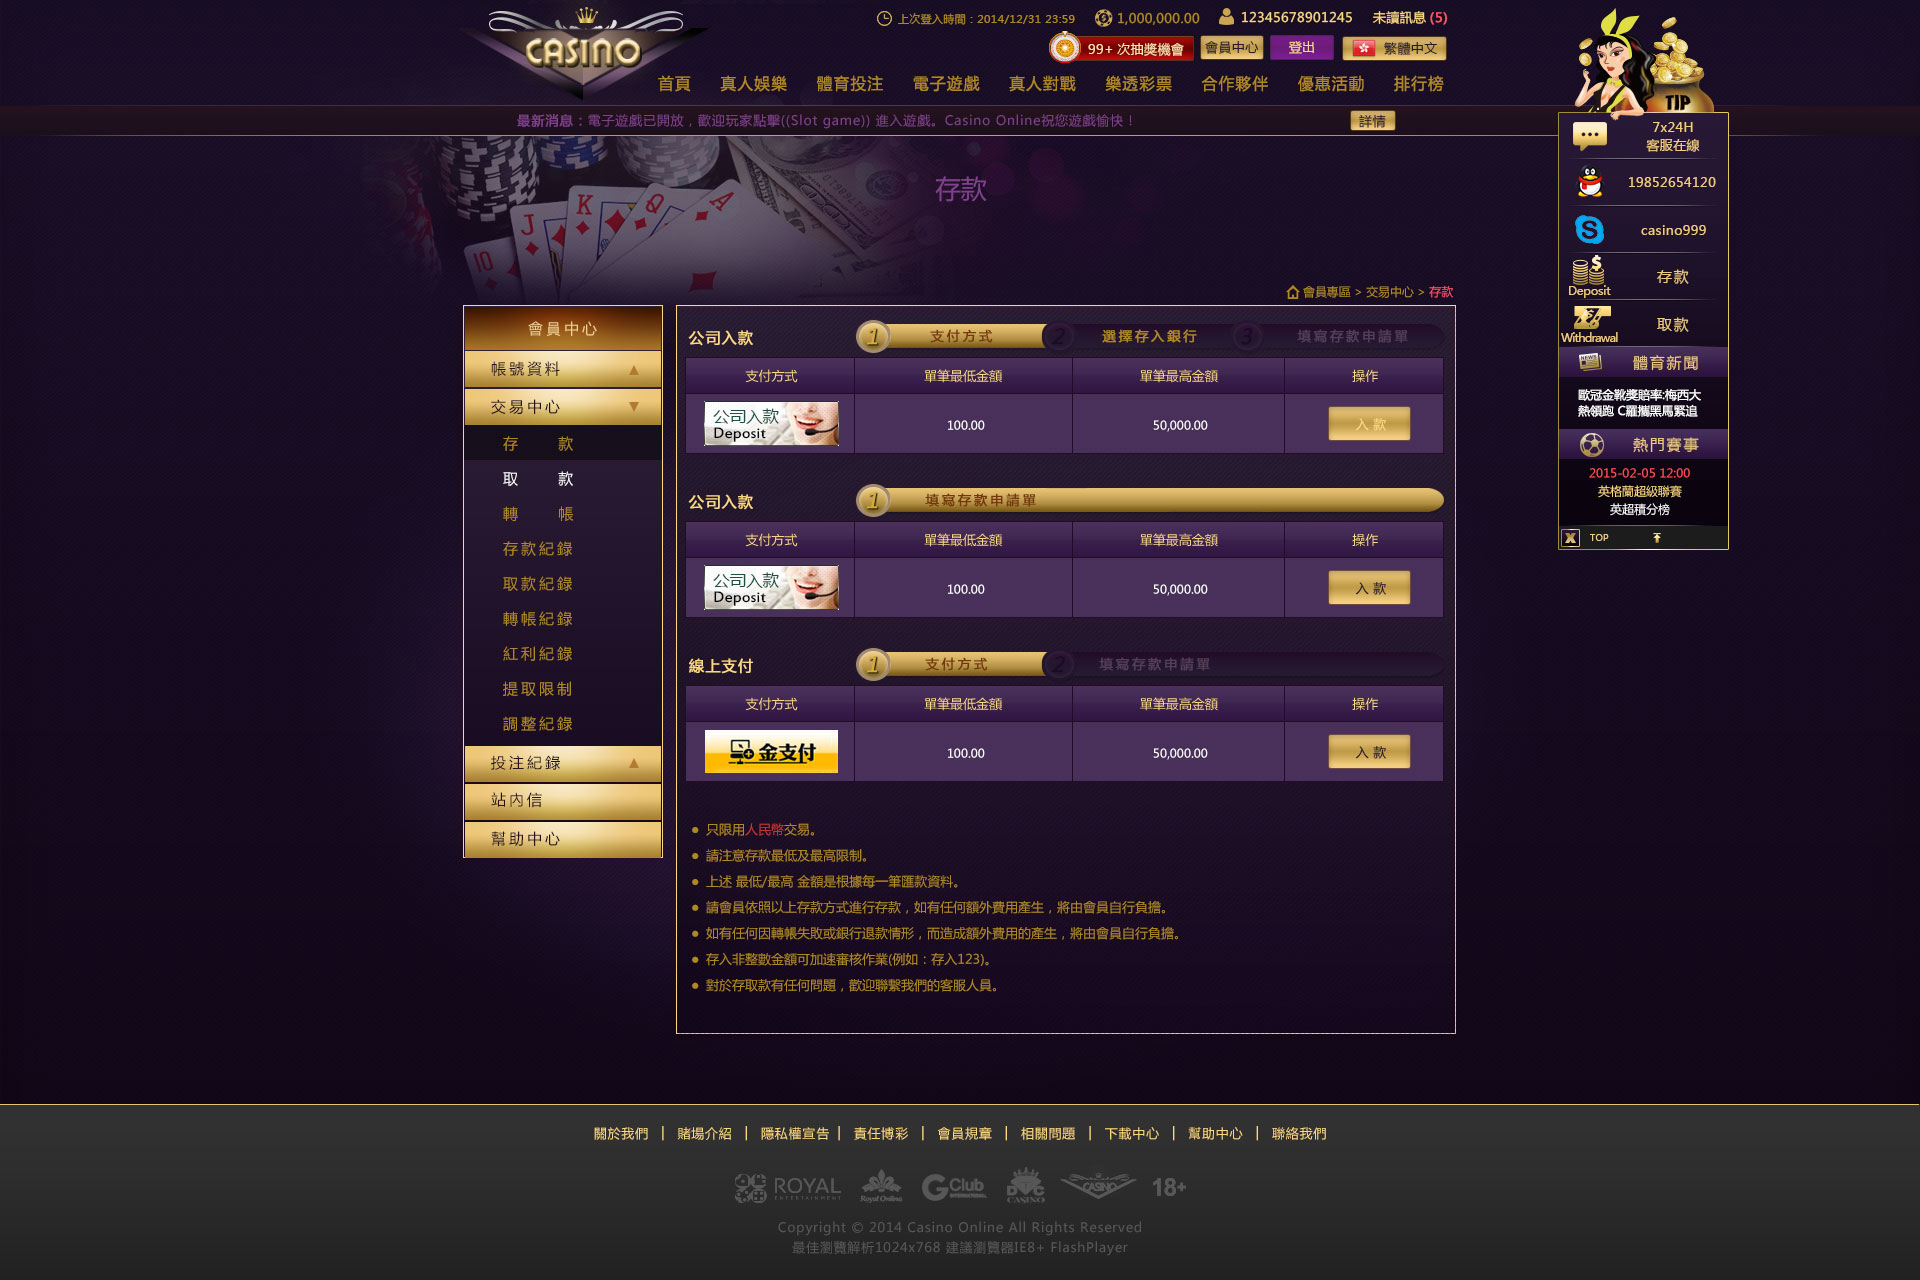 CASINO
上次登入時間：2014/12/31 23:59
1,000,000.00
12345678901245
未讀訊息 (5)
99+ 次抽獎機會
會員中心
登出
繁體中文
首頁 真人娛樂 體育投注 電子遊戲 真人對戰 樂透彩票 合作夥伴 優惠活動 排行榜
最新消息：電子遊戲已開放，歡迎玩家點擊((Slot game)) 進入遊戲。Casino Online祝您遊戲愉快！
詳情
TIP
7x24H
客服在線
19852654120
casino999
Deposit
存款
Withdrawal
取款
NEWS
體育新聞
歐冠金靴獎賠率:梅西大
熱領跑 C羅攜黑馬緊追
熱門賽事
2015-02-05 12:00
英格蘭超級聯賽
英超積分榜
X TOP
10 J K Q A
存款
會員專區 > 交易中心 > 存款
會員中心
帳號資料
交易中心
存 款
取 款
轉 帳
存款紀錄
取款紀錄
轉帳紀錄
紅利紀錄
提取限制
調整紀錄
投注紀錄
站內信
幫助中心
公司入款
1 支付方式 2 選擇存入銀行 3 填寫存款申請單
支付方式 單筆最低金額 單筆最高金額 操作
公司入款
Deposit
100.00 50,000.00 入 款
公司入款
1 填寫存款申請單
支付方式 單筆最低金額 單筆最高金額 操作
公司入款
Deposit
100.00 50,000.00 入 款
線上支付
1 支付方式 2 填寫存款申請單
支付方式 單筆最低金額 單筆最高金額 操作
金支付
100.00 50,000.00 入 款
只限用人民幣交易。
請注意存款最低及最高限制。
上述 最低/最高 金額是根據每一筆匯款資料。
請會員依照以上存款方式進行存款，如有任何額外費用產生，將由會員自行負擔。
如有任何因轉帳失敗或銀行退款情形，而造成額外費用的產生，將由會員自行負擔。
存入非整數金額可加速審核作業(例如：存入123)。
對於存取款有任何問題，歡迎聯繫我們的客服人員。
關於我們 | 賭場介紹 | 隱私權宣告 | 責任博彩 | 會員規章 | 相關問題 | 下載中心 | 幫助中心 | 聯絡我們
ROYAL
ENTERTAINMENT
Royal Online
GClub
INTERNATIONAL
CASINO
CASINO
18+
Copyright © 2014 Casino Online All Rights Reserved
最佳瀏覽解析1024x768 建議瀏覽器IE8+ FlashPlayer